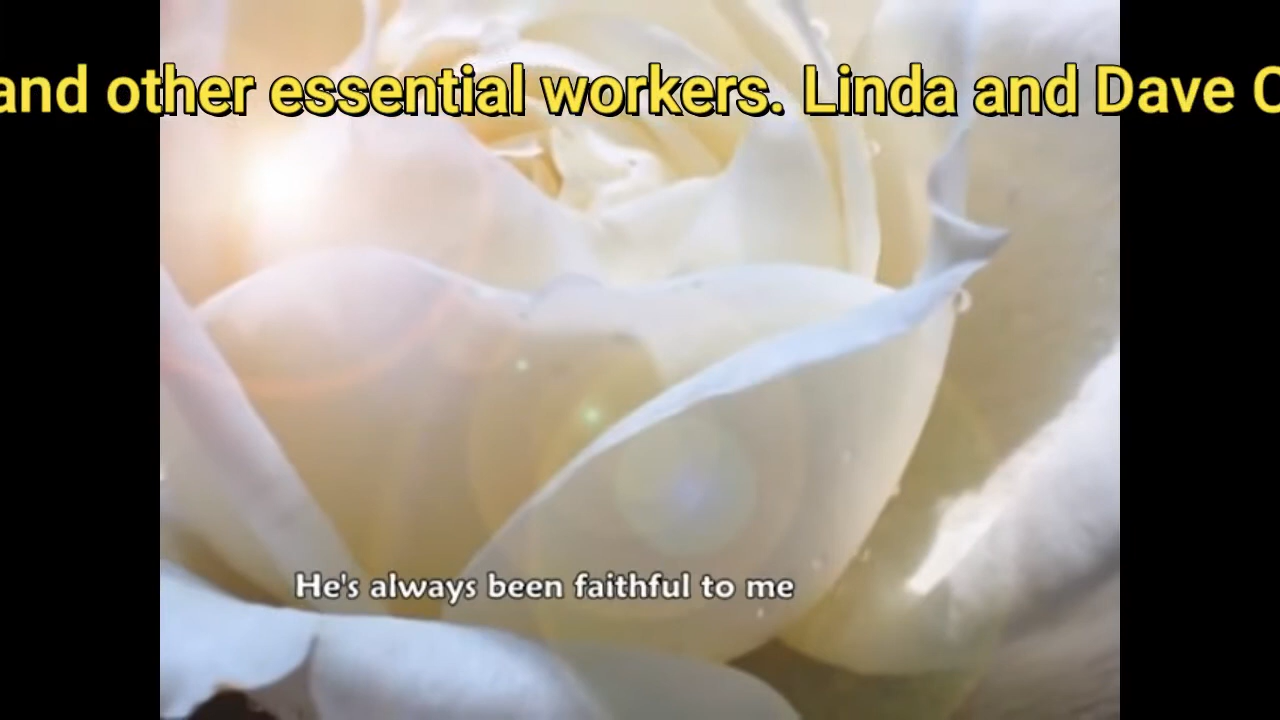 and other essential workers. Linda and Dave
He's always been faithful to me